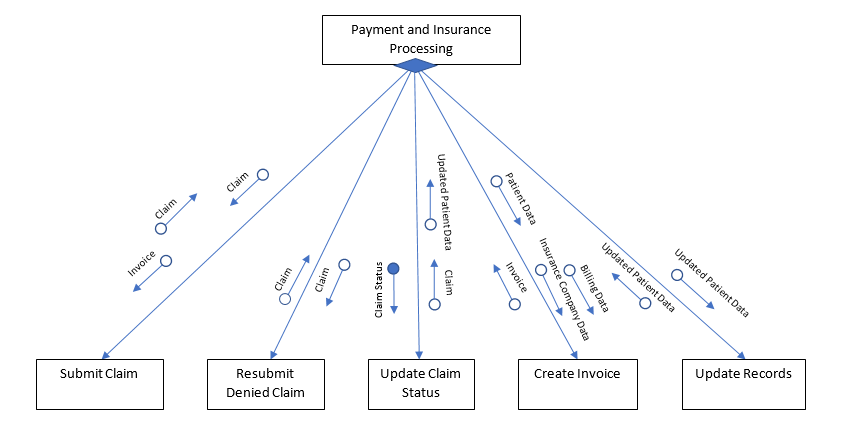 Payment and Insurance
Processing
Claim
Claim
Invoice
Claim
Claim
Claim Status
Updated Patient Data
Claim
Patient Data
Invoice
Insurance Company Data
Billing Data
Updated Patient Data
Updated Patient Data
Submit Claim
Resubmit
Denied Claim
Update Claim
Status
Create Invoice
Update Records